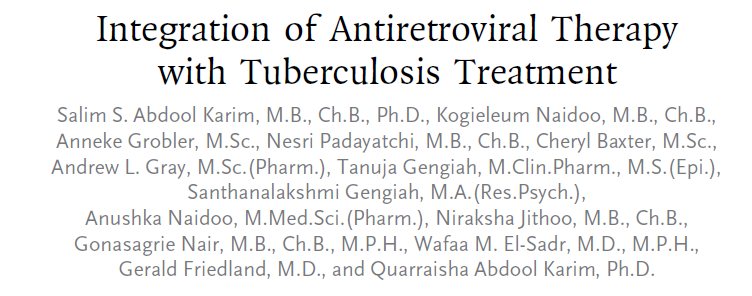 Integration of Antiretroviral Therapy
with Tuberculosis Treatment
Salim S. Abdool Karim, M.B., Ch.B., Ph.D., Kogieleum Naidoo, M.B., Ch.B.,
Anneke Grobler, M.Sc., Nesri Padayatchi, M.B., Ch.B., Cheryl Baxter, M.Sc.,
Andrew L. Gray, M.Sc.(Pharm.), Tanuja Gengiah, M.Clin.Pharm., M.S.(Epi.),
Santhanalakshmi Gengiah, M.A.(Res.Psych.),
Anushka Naidoo, M.Med.Sci.(Pharm.), Niraksha Jithoo, M.B., Ch.B.,
Gonasagrie Nair, M.B., Ch.B., M.P.H., Wafaa M. El-Sadr, M.D., M.P.H.,
Gerald Friedland, M.D., and Quarraisha Abdool Karim, Ph.D.